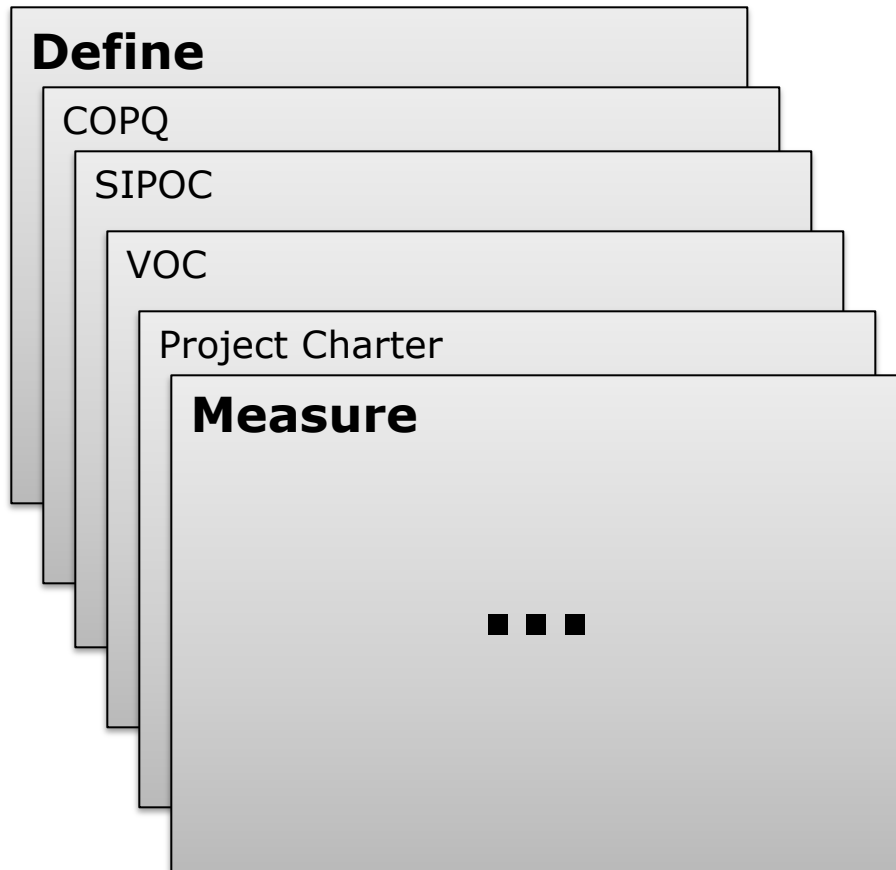 Define
COPQ
SIPOC
VOC
Project Charter
Measure
...